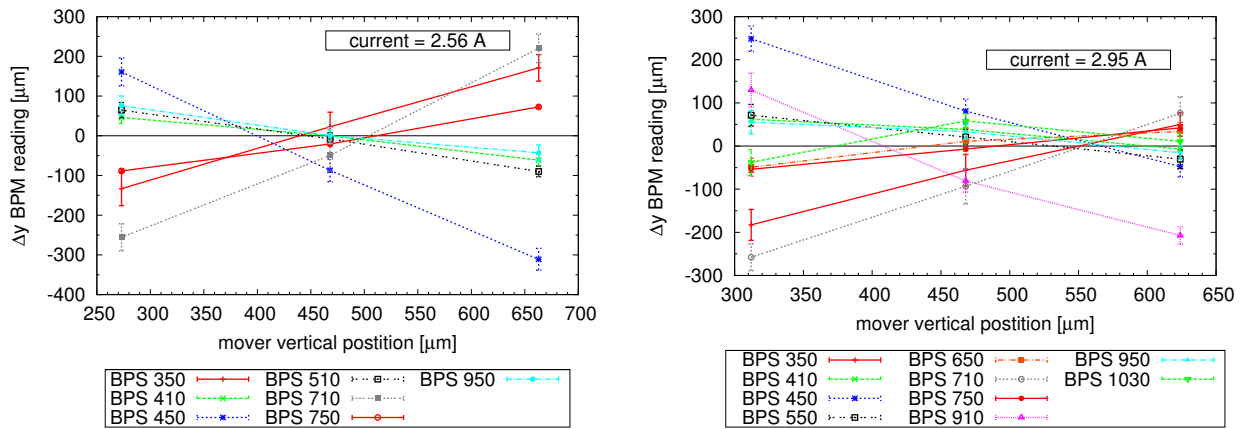 300
200
100
0
-100
-200
-300
-400
Δy BPM reading [μm]
current = 2.56 A
250 300 350 400 450 500 550 600 650 700
mover vertical postition [μm]
BPS 350 BPS 510 BPS 950
BPS 410 BPS 710
BPS 450 BPS 750
300
200
100
0
-100
-200
-300
Δy BPM reading [μm]
current = 2.95 A
300 350 400 450 500 550 600 650
mover vertical postition [μm]
BPS 350 BPS 650 BPS 950
BPS 410 BPS 710 BPS 1030
BPS 450 BPS 750
BPS 550 BPS 910